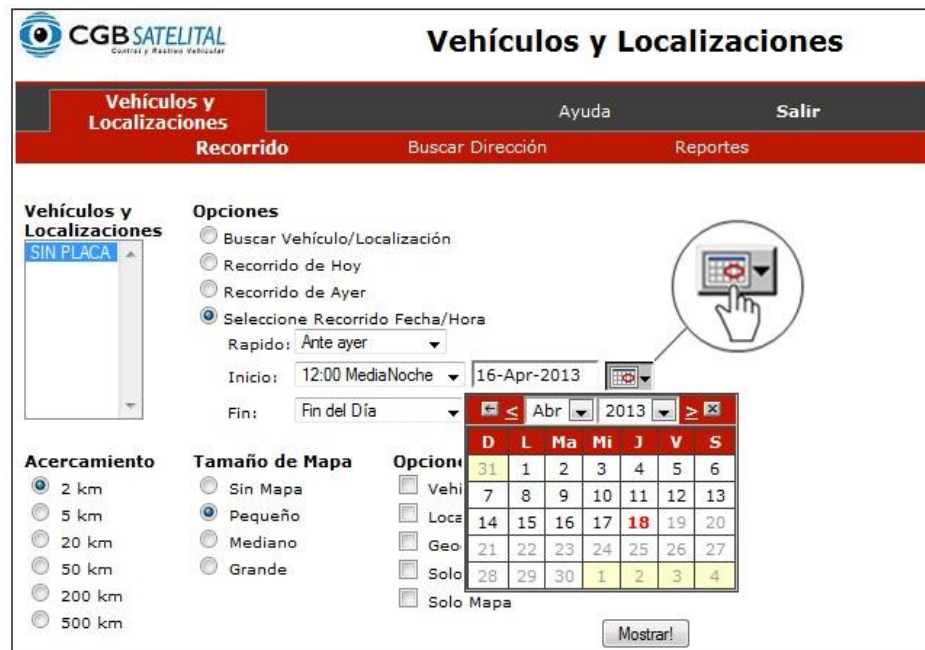 CGB SATELITAL
Control y Rastreo Vehicular
Vehículos y Localizaciones
Vehículos y
Localizaciones
Ayuda
Salir
Recorrido
Buscar Dirección
Reportes
Vehículos y
Localizaciones
SIN PLACA
Opciones
Buscar Vehículo/Localización
Recorrido de Hoy
Recorrido de Ayer
Seleccione Recorrido Fecha/Hora
Rapido: Ante ayer
Inicio: 12:00 MediaNoche 16-Apr-2013
Fin: Fin del Día
< Abr 2013 >
D L Ma Mi J V S
31 1 2 3 4 5 6
7 8 9 10 11 12 13
14 15 16 17 18 19 20
21 22 23 24 25 26 27
28 29 30 1 2 3 4
Acercamiento
2 km
5 km
20 km
50 km
200 km
500 km
Tamaño de Mapa
Sin Mapa
Pequeño
Mediano
Grande
Opcione
Vehi
Loca
Geo
Solo
Solo Mapa
Mostrar!